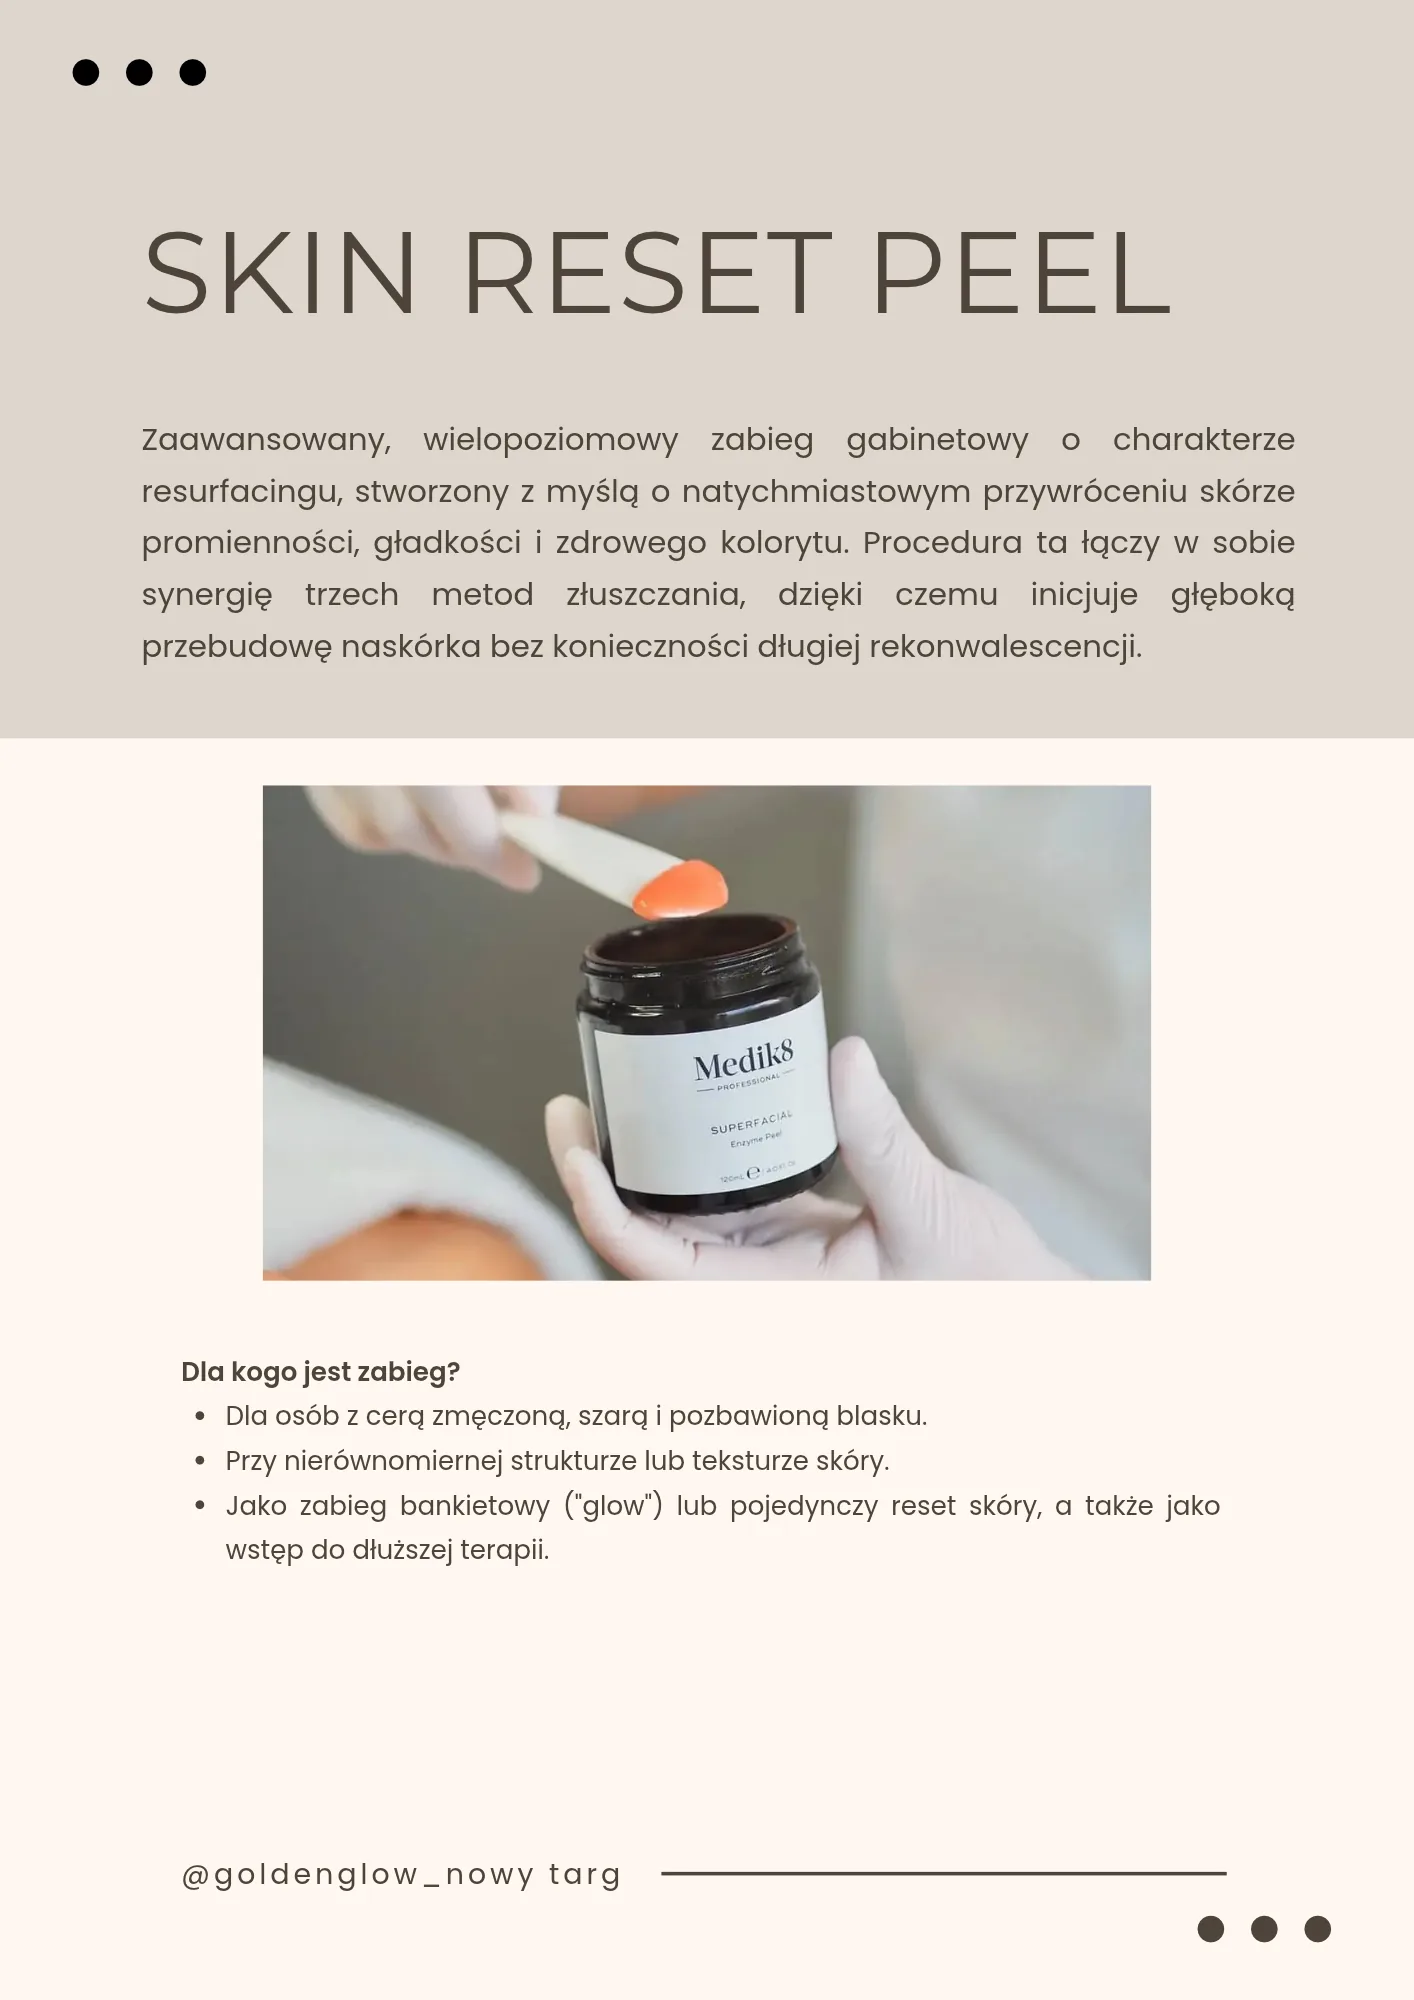 SKIN RESET PEEL
Zaawansowany, wielopoziomowy zabieg gabinetowy o charakterze
resurfacingu, stworzony z myślą o natychmiastowym przywróceniu skórze
promienności, gładkości i zdrowego kolorytu. Procedura ta łączy w sobie
synergię trzech metod złuszczania, dzięki czemu inicjuje głęboką
przebudowę naskórka bez konieczności długiej rekonwalescencji.
Medik8
PROFESSIONAL
SUPERFACIAL
Enzyme Peel
120mL e
Dla kogo jest zabieg?
• Dla osób z cerą zmęczoną, szarą i pozbawioną blasku.
• Przy nierównomiernej strukturze lub teksturze skóry.
• Jako zabieg bankietowy ("glow") lub pojedynczy reset skóry, a także jako
wstęp do dłuższej terapii.
@goldenglow_nowy targ